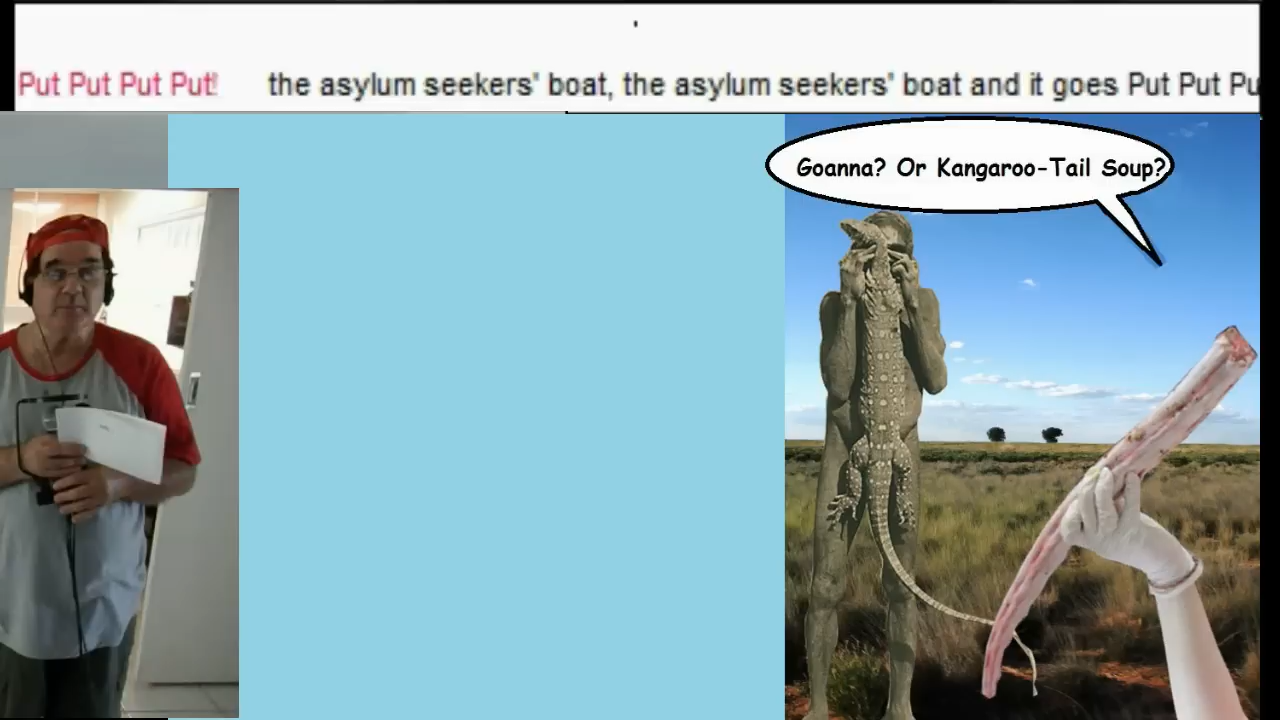 Put Put Put Put! the asylum seekers' boat, the asylum seekers' boat and it goes Put Put Pu
Goanna? Or Kangaroo-Tail Soup?